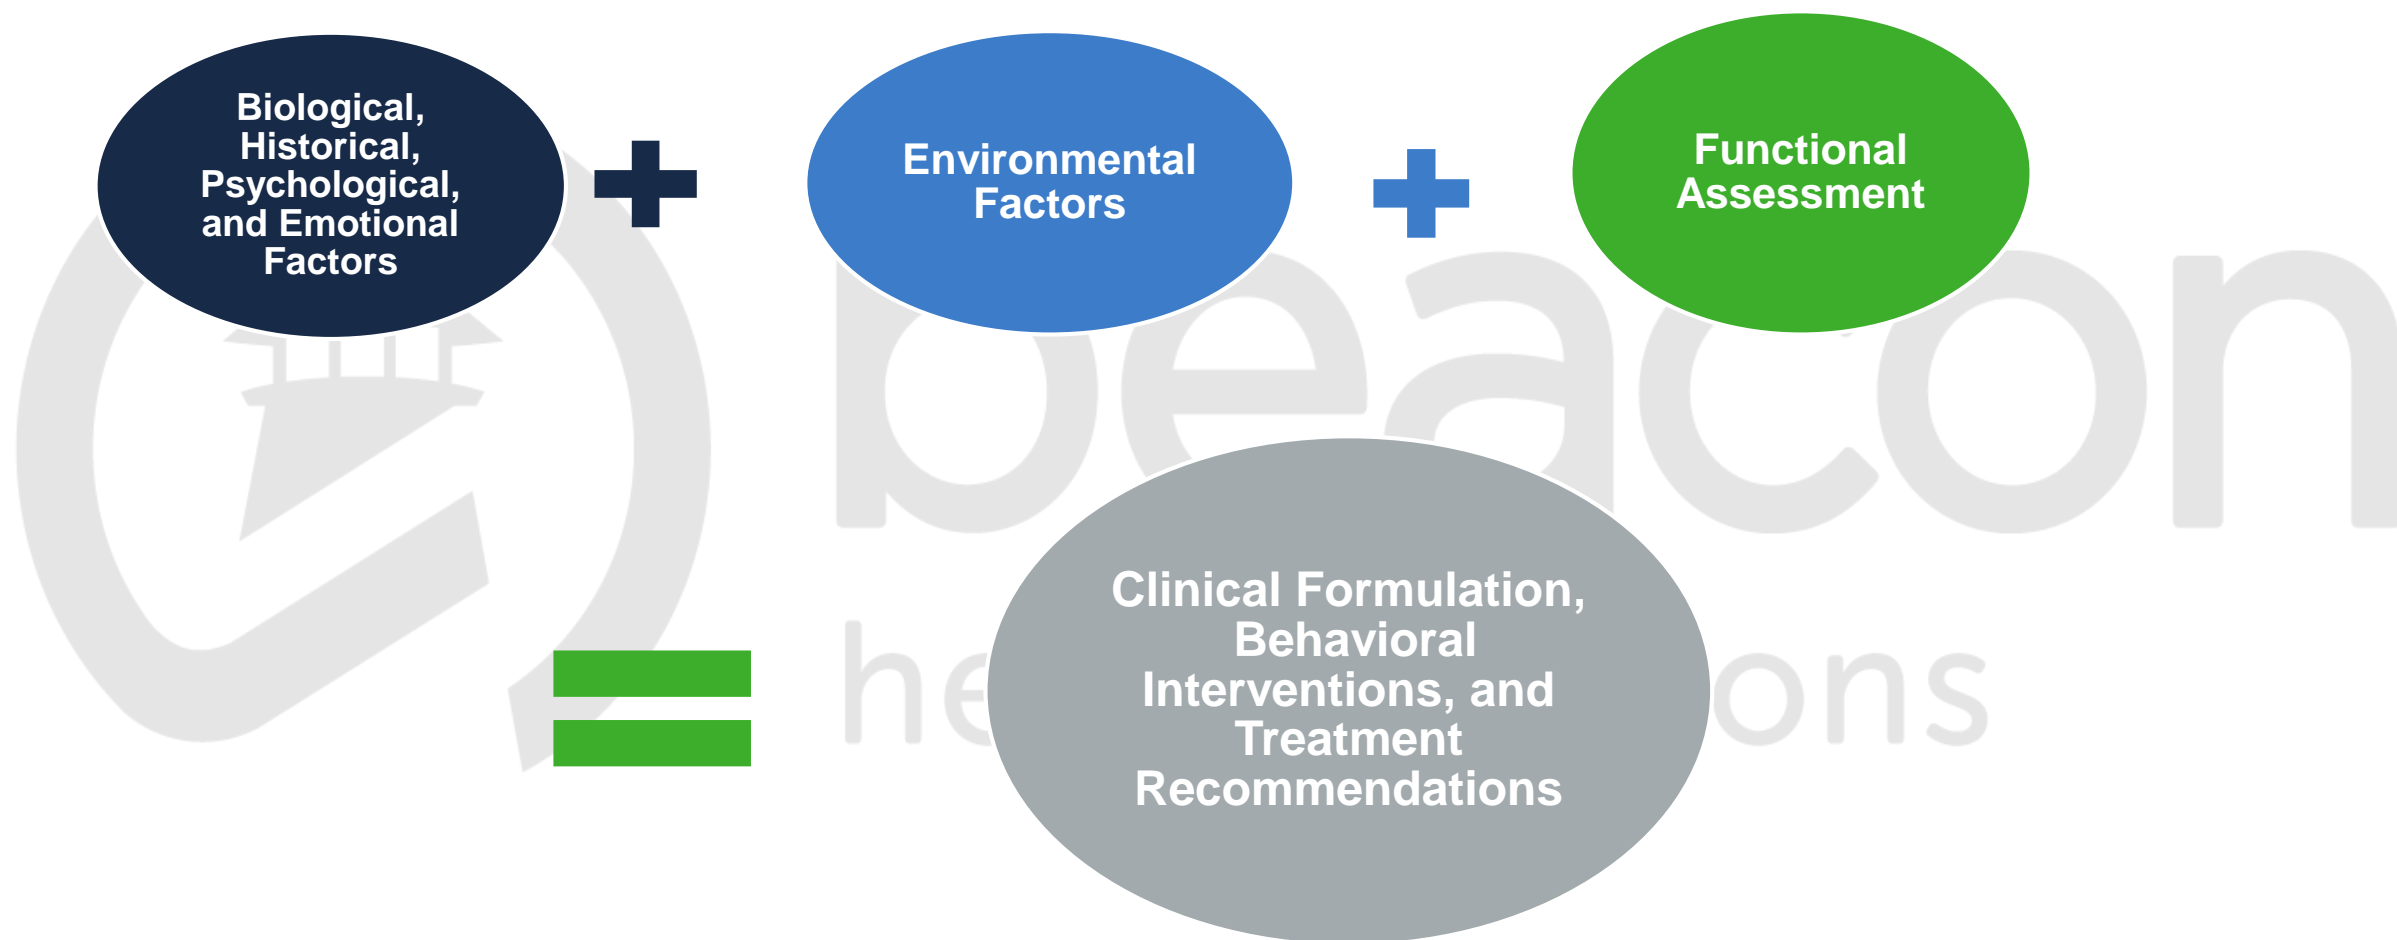 Biological,
Historical,
Psychological,
and Emotional
Factors
Environmental
Factors
Functional
Assessment
beacon
Clinical Formulation,
Behavioral
Interventions, and
Treatment
Recommendations